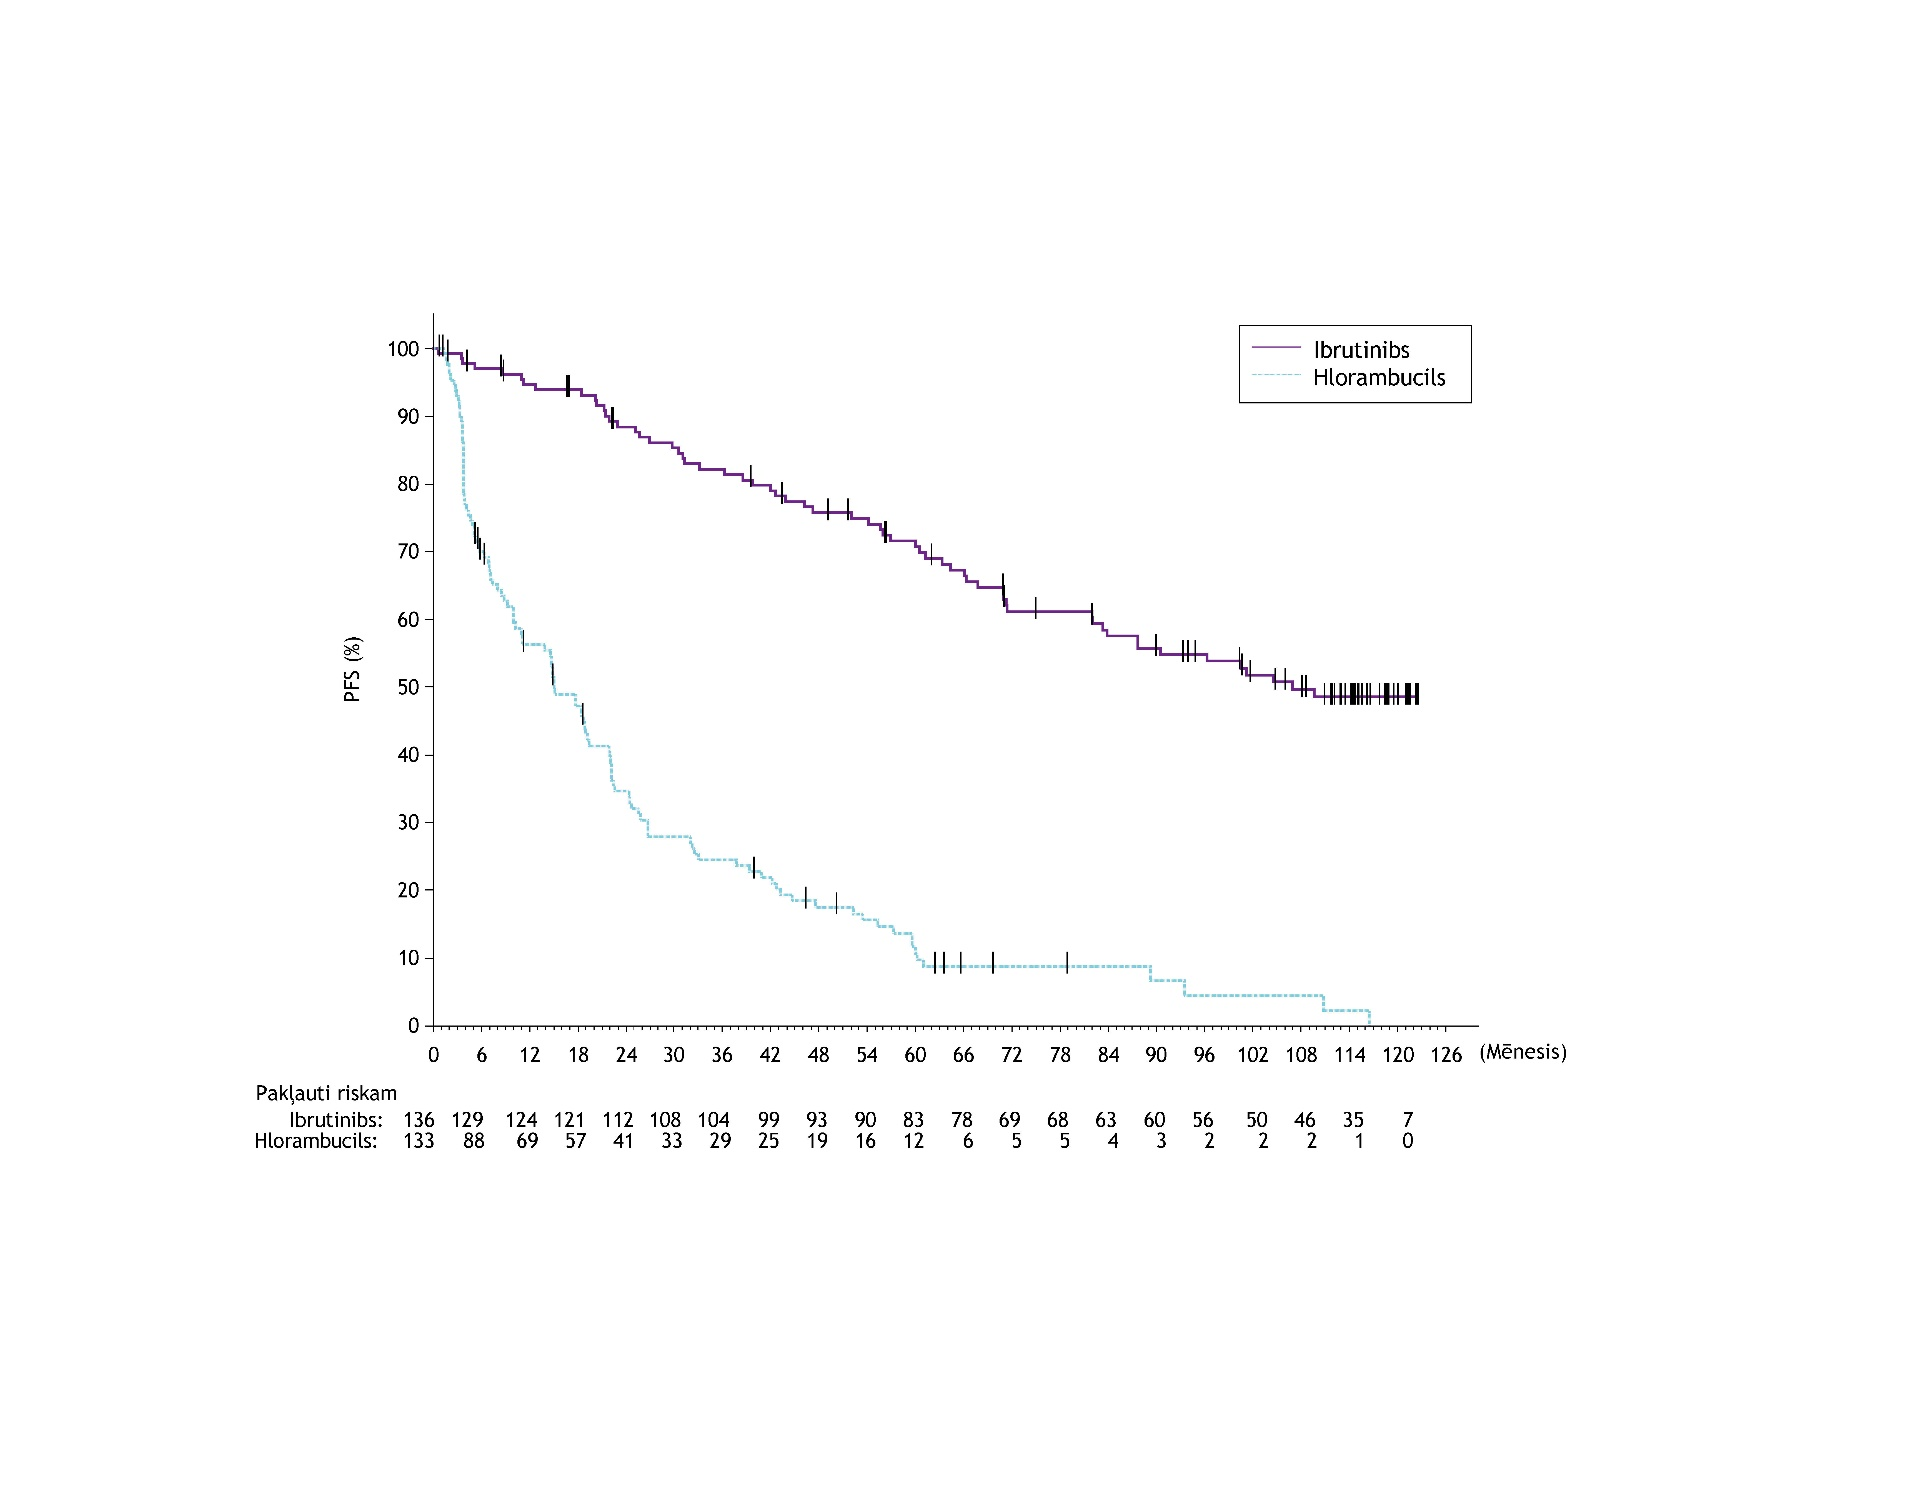 Ibrutinibs
Hlorambucils
PFS (%)
100
90
80
70
60
50
40
30
20
10
0
0 6 12 18 24 30 36 42 48 54 60 66 72 78 84 90 96 102 108 114 120 126 (Mēnesis)
Pakļauti riskam
Ibrutinibs: 136 129 124 121 112 108 104 99 93 90 83 78 69 68 63 60 56 50 46 35 7
Hlorambucils: 133 88 69 57 41 33 29 25 19 16 12 6 5 5 4 3 2 2 2 1 0